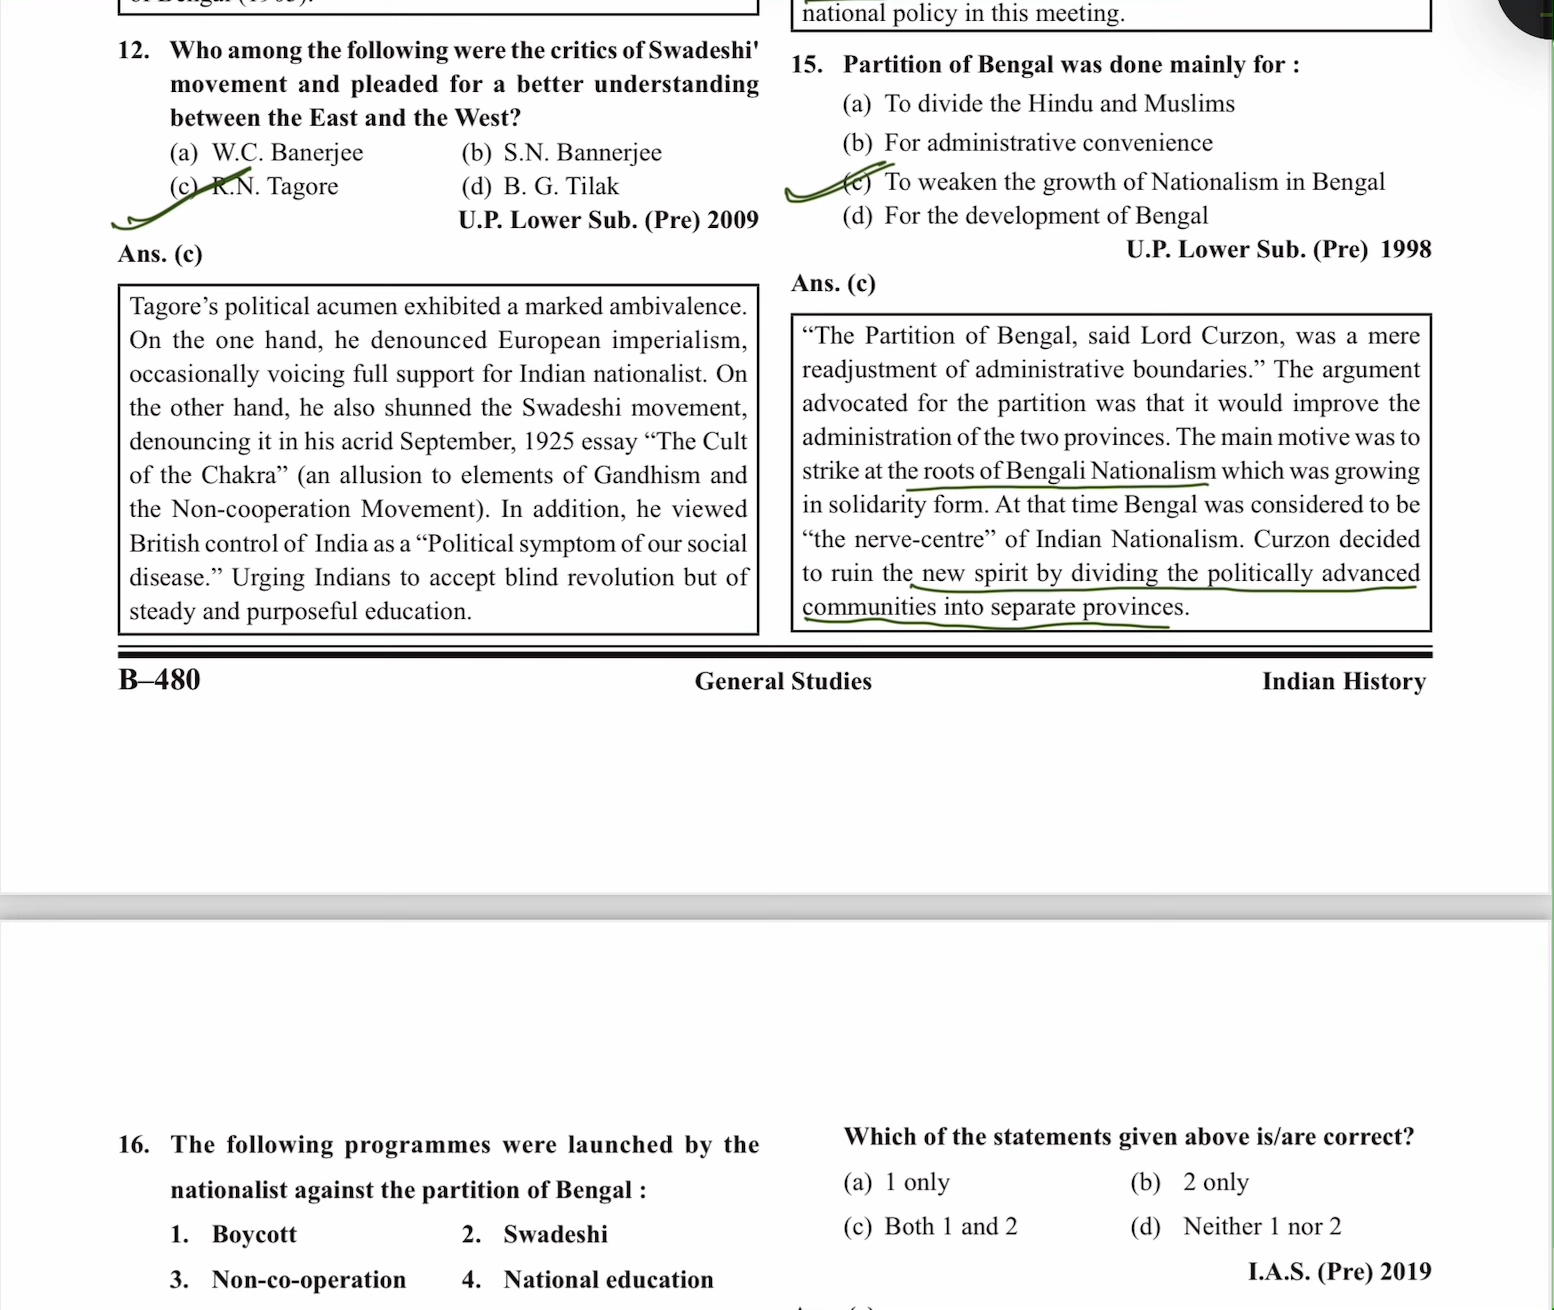 national policy in this meeting.
12. Who among the following were the critics of Swadeshi'
movement and pleaded for a better understanding
between the East and the West?
(a) W.C. Banerjee (b) S.N. Bannerjee
(c) R.N. Tagore (d) B. G. Tilak
U.P. Lower Sub. (Pre) 2009
Ans. (c)
Tagore’s political acumen exhibited a marked ambivalence.
On the one hand, he denounced European imperialism,
occasionally voicing full support for Indian nationalist. On
the other hand, he also shunned the Swadeshi movement,
denouncing it in his acrid September, 1925 essay “The Cult
of the Chakra” (an allusion to elements of Gandhism and
the Non-cooperation Movement). In addition, he viewed
British control of India as a “Political symptom of our social
disease.” Urging Indians to accept blind revolution but of
steady and purposeful education.
15. Partition of Bengal was done mainly for :
(a) To divide the Hindu and Muslims
(b) For administrative convenience
(c) To weaken the growth of Nationalism in Bengal
(d) For the development of Bengal
U.P. Lower Sub. (Pre) 1998
Ans. (c)
“The Partition of Bengal, said Lord Curzon, was a mere
readjustment of administrative boundaries.” The argument
advocated for the partition was that it would improve the
administration of the two provinces. The main motive was to
strike at the roots of Bengali Nationalism which was growing
in solidarity form. At that time Bengal was considered to be
“the nerve-centre” of Indian Nationalism. Curzon decided
to ruin the new spirit by dividing the politically advanced
communities into separate provinces.
B–480 General Studies Indian History
16. The following programmes were launched by the
nationalist against the partition of Bengal :
1. Boycott 2. Swadeshi
3. Non-co-operation 4. National education
Which of the statements given above is/are correct?
(a) 1 only (b) 2 only
(c) Both 1 and 2 (d) Neither 1 nor 2
I.A.S. (Pre) 2019